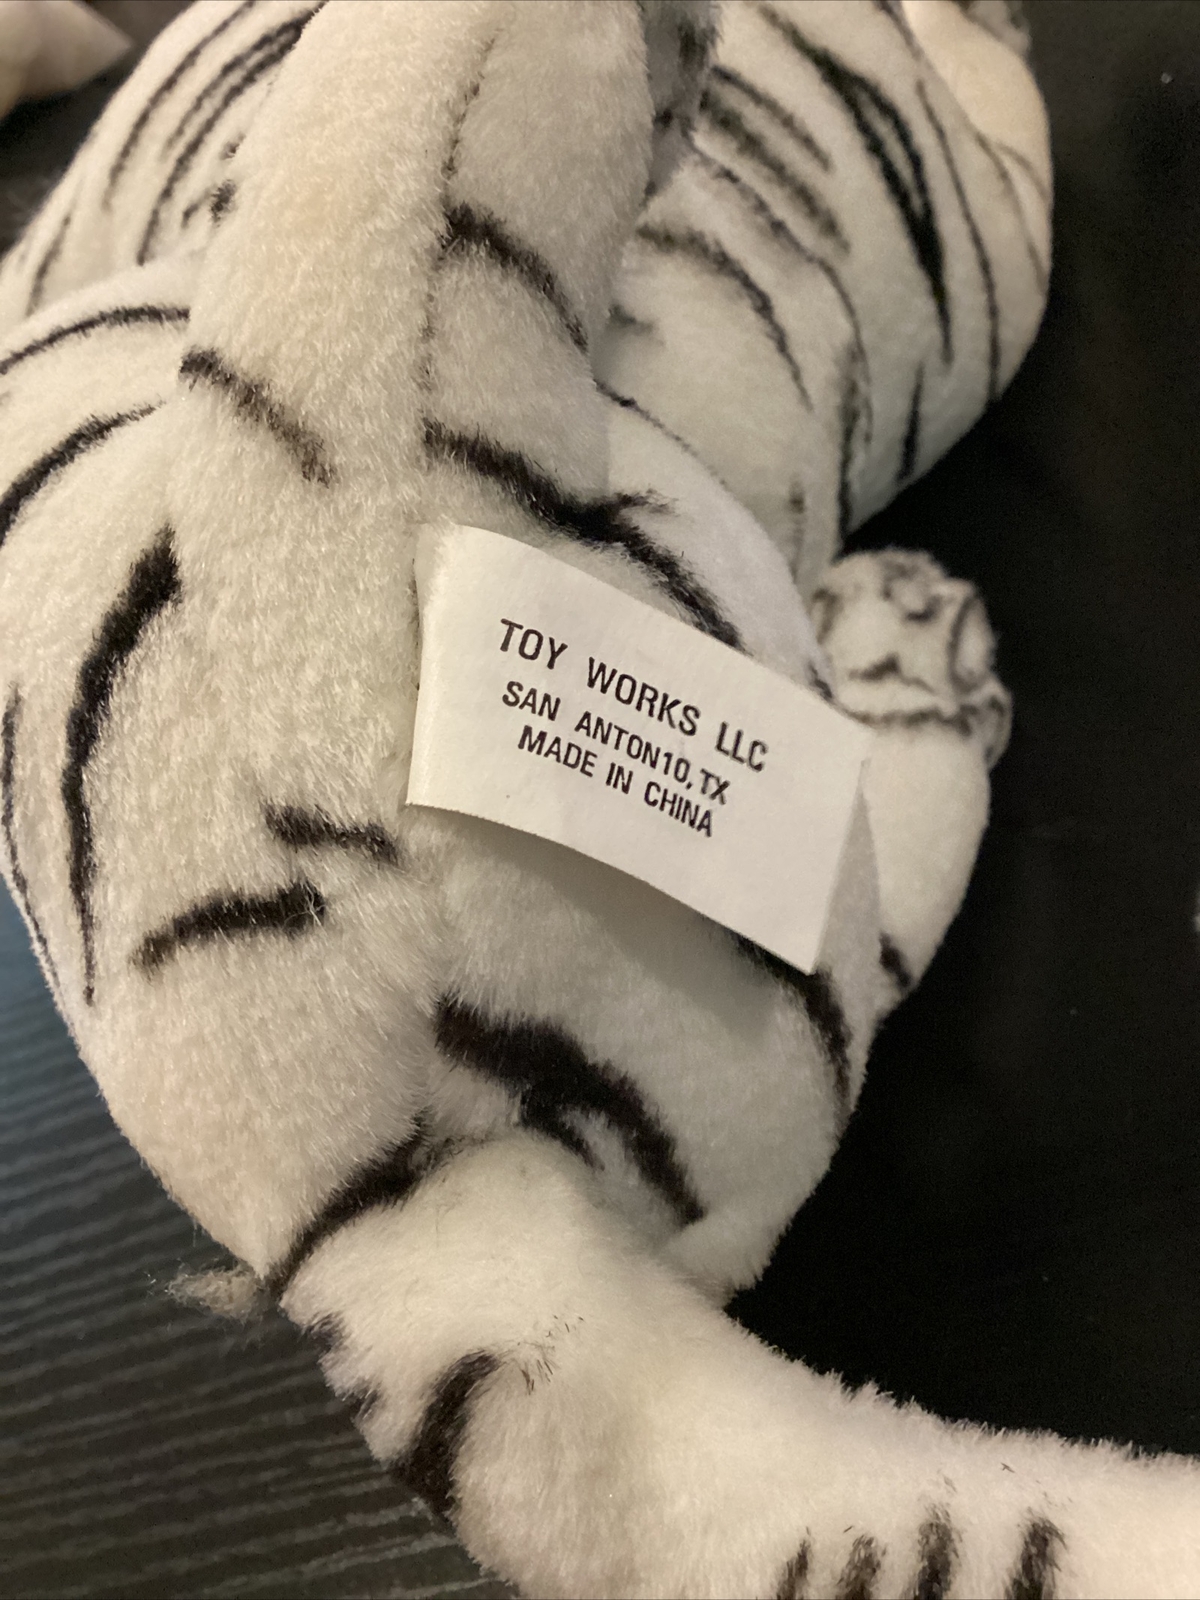 TOY WORKS LLC
SAN ANTON10, TX
MADE IN CHINA